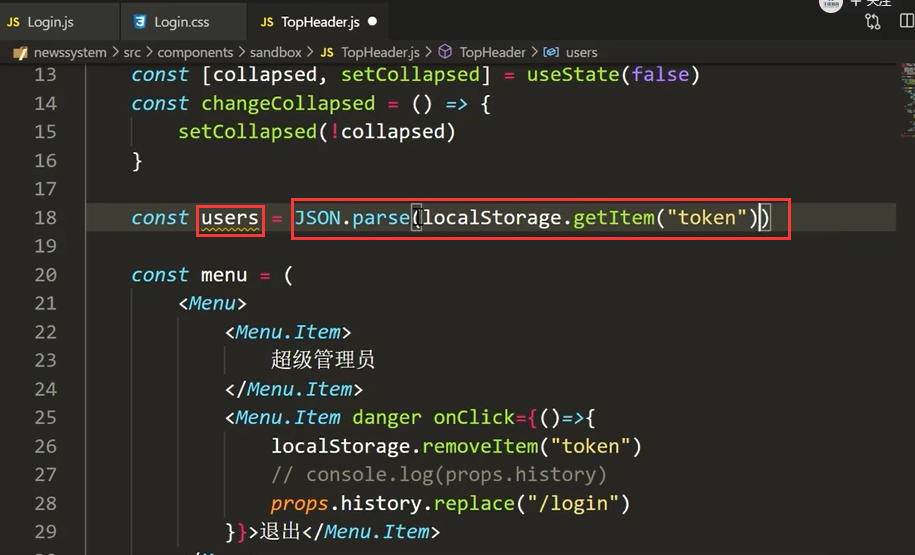 JS Login.js
Login.css
JS TopHeader.js
newssystem > src > components > sandbox > JS TopHeader.js > TopHeader > users
13 const [collapsed, setCollapsed] = useState(false)
14 const changeCollapsed = () => {
15 setCollapsed(!collapsed)
16 }
17
18 const users = JSON.parse(localStorage.getItem("token"))
19
20 const menu = (
21 <Menu>
22 <Menu.Item>
23 超级管理员
24 </Menu.Item>
25 <Menu.Item danger onClick={()=>{
26 localStorage.removeItem("token")
27 // console.log(props.history)
28 props.history.replace("/login")
29 }}>退出</Menu.Item>